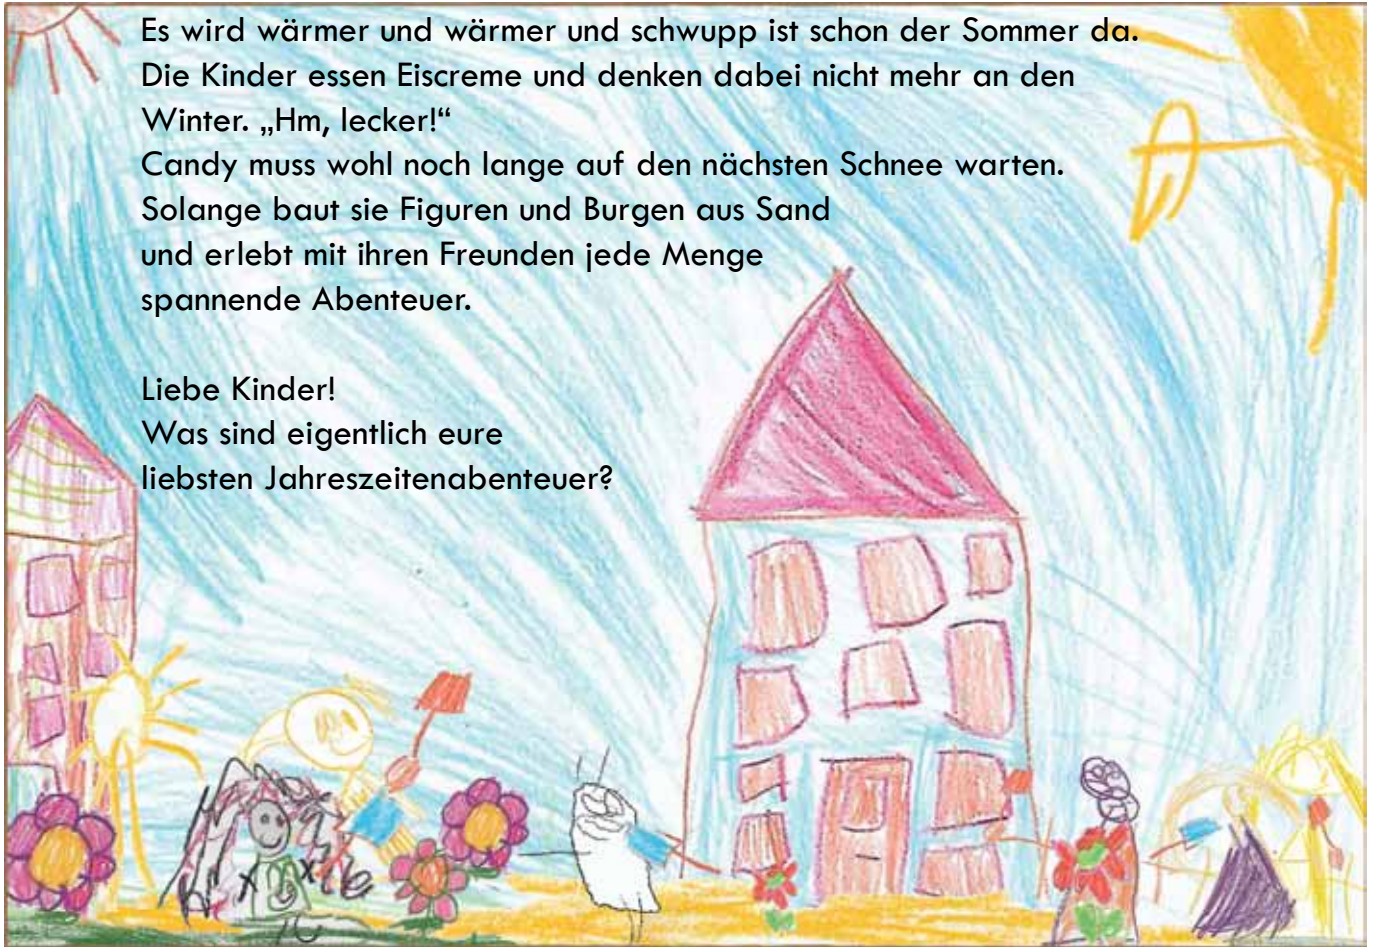 Es wird wärmer und wärmer und schwupp ist schon der Sommer da.
Die Kinder essen Eiscreme und denken dabei nicht mehr an den
Winter. „Hm, lecker!“
Candy muss wohl noch lange auf den nächsten Schnee warten.
Solange baut sie Figuren und Burgen aus Sand
und erlebt mit ihren Freunden jede Menge
spannende Abenteuer.
Liebe Kinder!
Was sind eigentlich eure
liebsten Jahreszeitenabenteuer?